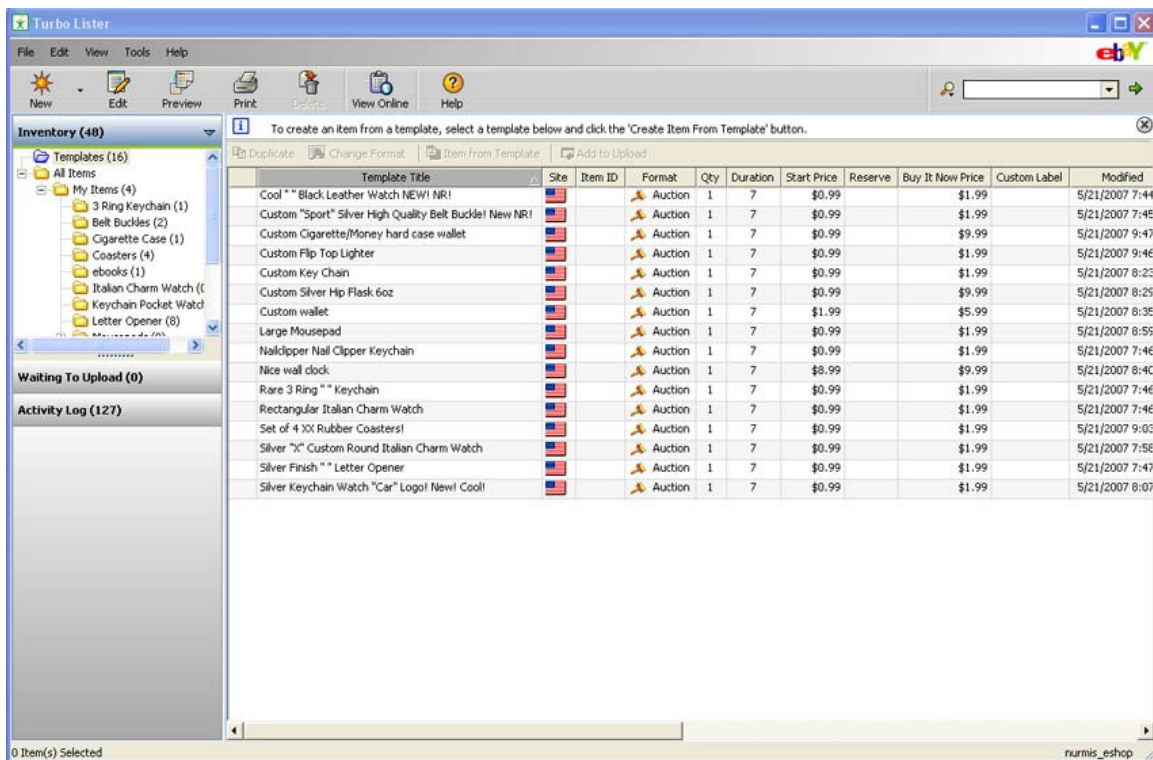 Turbo Lister
File Edit View Tools Help
ebY
New Edit Preview Print Delete View Online Help
Inventory (48)
Templates (16)
All Items
My Items (4)
3 Ring Keychain (1)
Belt Buckles (2)
Cigarette Case (1)
Coasters (4)
ebooks (1)
Italian Charm Watch (0
Keychain Pocket Watch
Letter Opener (8)
Waiting To Upload (0)
Activity Log (127)
To create an item from a template, select a template below and click the 'Create Item From Template' button.
Duplicate Change Format Item from Template Add to Upload
Template Title Site Item ID Format Qty Duration Start Price Reserve Buy It Now Price Custom Label Modified
Cool " " Black Leather Watch NEW! NR! Auction 1 7 $0.99 $1.99 5/21/2007 7:44
Custom "Sport" Silver High Quality Belt Buckle! New NR! Auction 1 7 $0.99 $1.99 5/21/2007 7:45
Custom Cigarette/Money hard case wallet Auction 1 7 $0.99 $9.99 5/21/2007 9:47
Custom Flip Top Lighter Auction 1 7 $0.99 $1.99 5/21/2007 9:46
Custom Key Chain Auction 1 7 $0.99 $1.99 5/21/2007 8:23
Custom Silver Hip Flask 6oz Auction 1 7 $0.99 $9.99 5/21/2007 8:29
Custom wallet Auction 1 7 $1.99 $5.99 5/21/2007 8:35
Large Mousepad Auction 1 7 $0.99 $1.99 5/21/2007 8:59
Nailclipper Nail Clipper Keychain Auction 1 7 $0.99 $1.99 5/21/2007 7:46
Nice wall clock Auction 1 7 $8.99 $9.99 5/21/2007 8:40
Rare 3 Ring " " Keychain Auction 1 7 $0.99 $1.99 5/21/2007 7:46
Rectangular Italian Charm Watch Auction 1 7 $0.99 $1.99 5/21/2007 7:46
Set of 4 XX Rubber Coasters! Auction 1 7 $0.99 $1.99 5/21/2007 9:03
Silver "X" Custom Round Italian Charm Watch Auction 1 7 $0.99 $1.99 5/21/2007 7:58
Silver Finish " " Letter Opener Auction 1 7 $0.99 $1.99 5/21/2007 7:47
Silver Keychain Watch "Car" Logo! New! Cool! Auction 1 7 $0.99 $1.99 5/21/2007 8:07
0 Item(s) Selected
nurmis_eshop